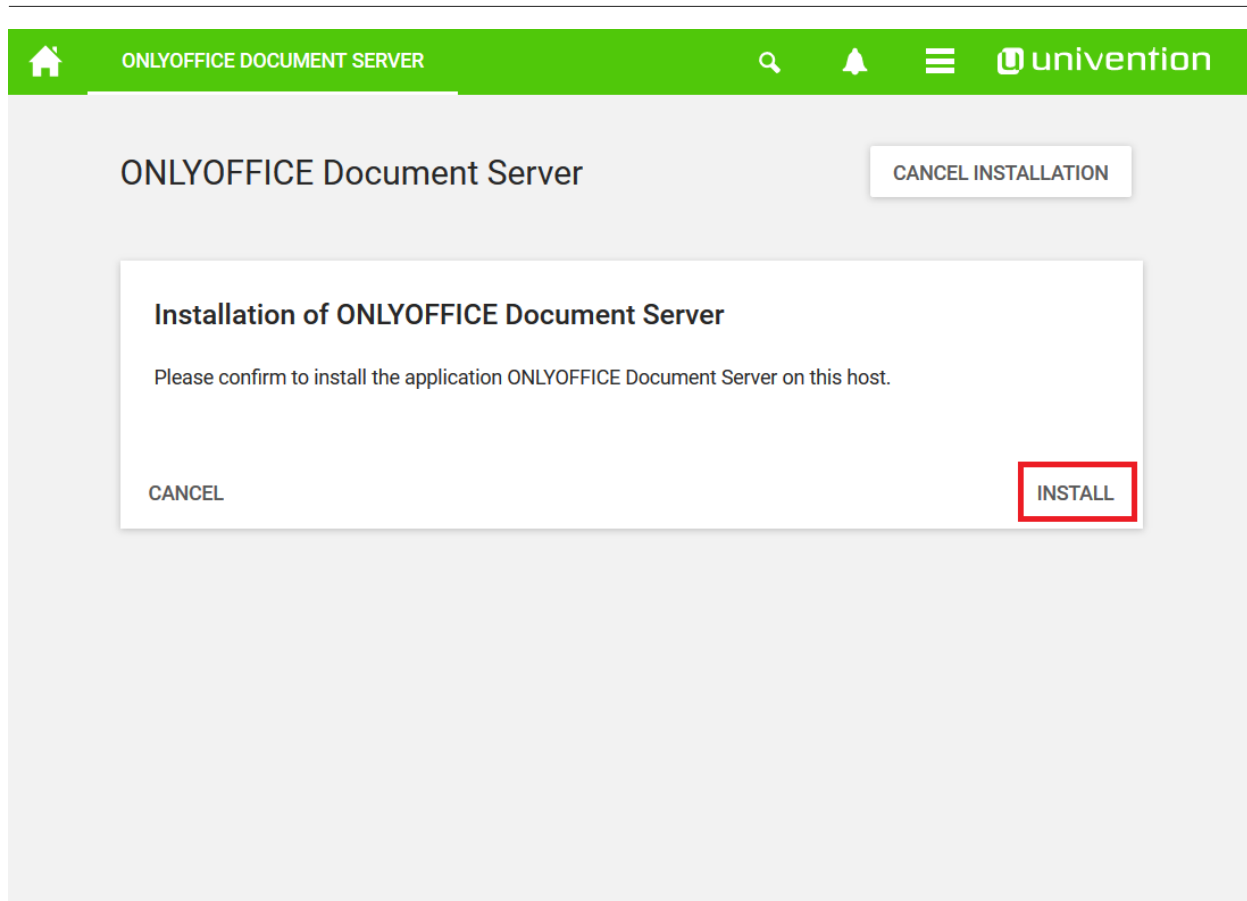 ONLYOFFICE DOCUMENT SERVER
univention
ONLYOFFICE Document Server
CANCEL INSTALLATION
Installation of ONLYOFFICE Document Server
Please confirm to install the application ONLYOFFICE Document Server on this host.
CANCEL
INSTALL